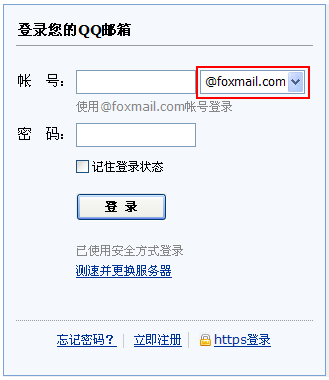 登录您的QQ邮箱
帐 号： @foxmail.com
使用@foxmail.com帐号登录
密 码：
记住登录状态
登 录
已使用安全方式登录
测速并更换服务器
忘记密码？ 立即注册 https登录